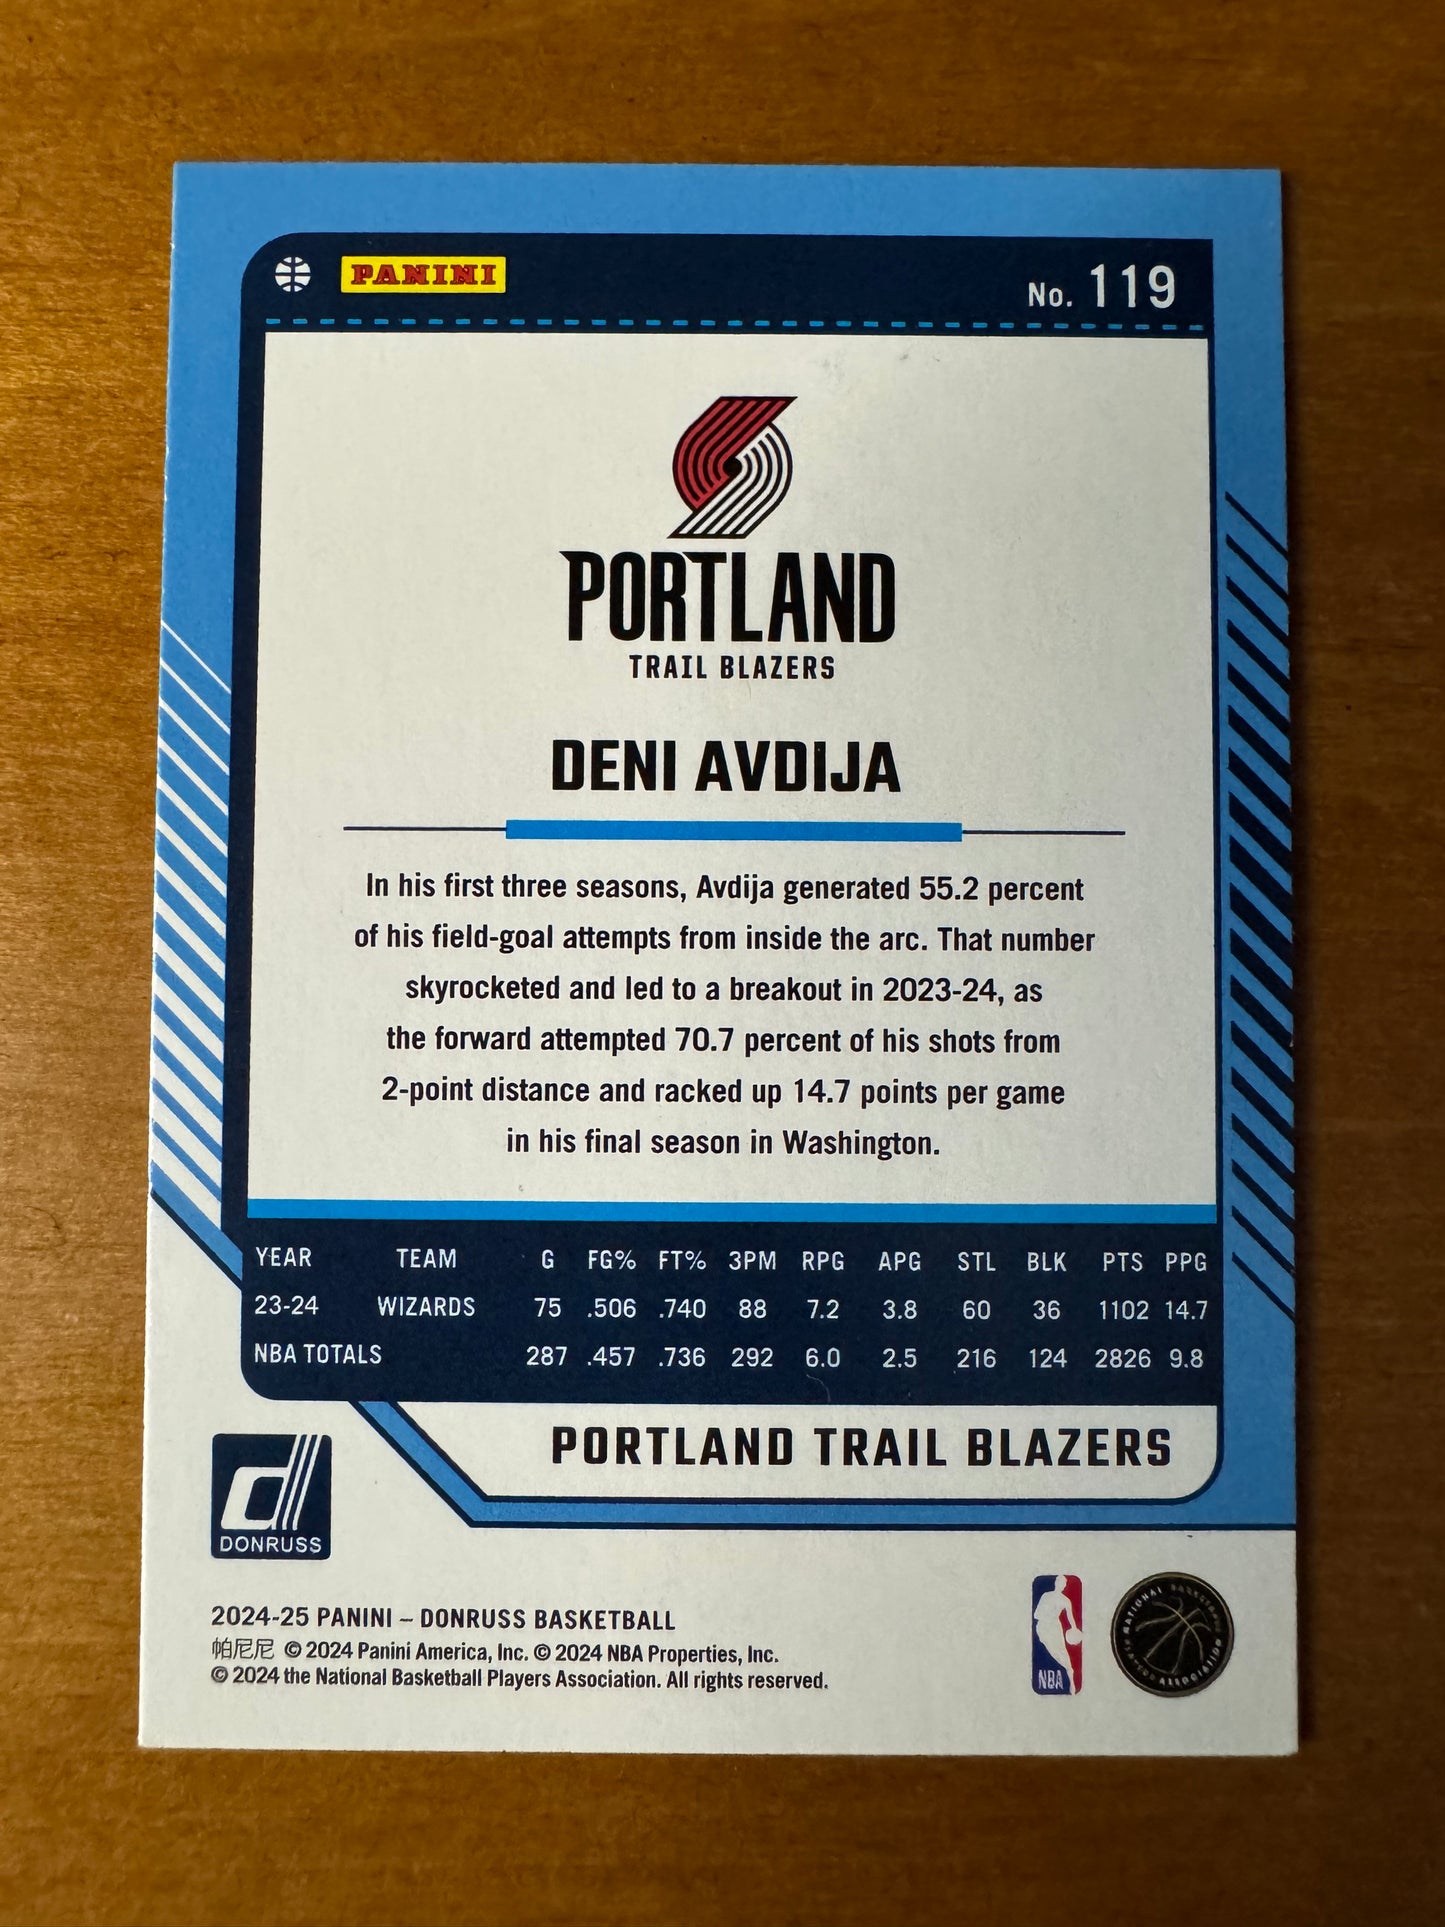 PANINI
No. 119
PORTLAND
TRAIL BLAZERS
DENI AVDIJA
In his first three seasons, Avdija generated 55.2 percent
of his field-goal attempts from inside the arc. That number
skyrocketed and led to a breakout in 2023-24, as
the forward attempted 70.7 percent of his shots from
2-point distance and racked up 14.7 points per game
in his final season in Washington.
YEAR TEAM G FG% FT% 3PM RPG APG STL BLK PTS PPG
23-24 WIZARDS 75 .506 .740 88 7.2 3.8 60 36 1102 14.7
NBA TOTALS 287 .457 .736 292 6.0 2.5 216 124 2826 9.8
PORTLAND TRAIL BLAZERS
d
DONRUSS
2024-25 PANINI – DONRUSS BASKETBALL
帕尼尼 © 2024 Panini America, Inc. © 2024 NBA Properties, Inc.
© 2024 the National Basketball Players Association. All rights reserved.
NBA
NATIONAL BASKETBALL
PLAYERS ASSOCIATION